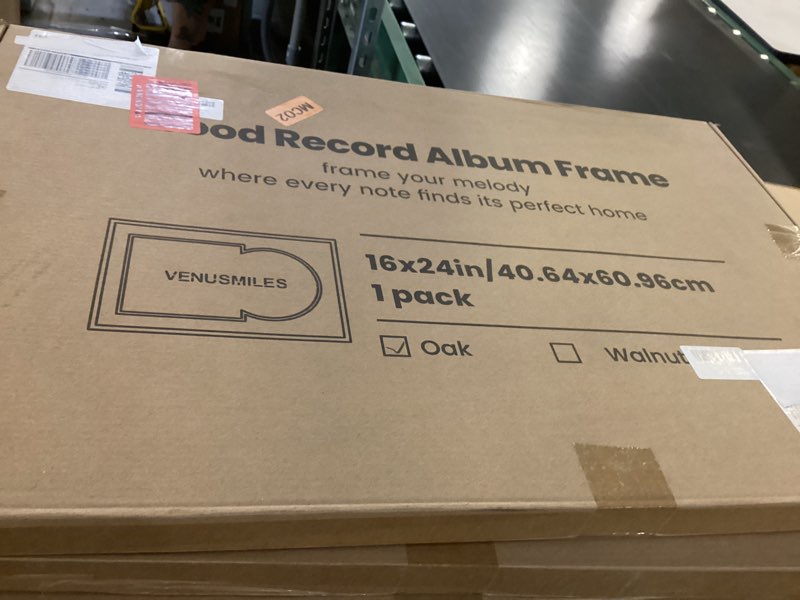 MC02
ood Record Album Frame
frame your melody
where every note finds its perfect home
VENUSMILES
16x24in/40.64x60.96cm
1 pack
Oak
Walnut